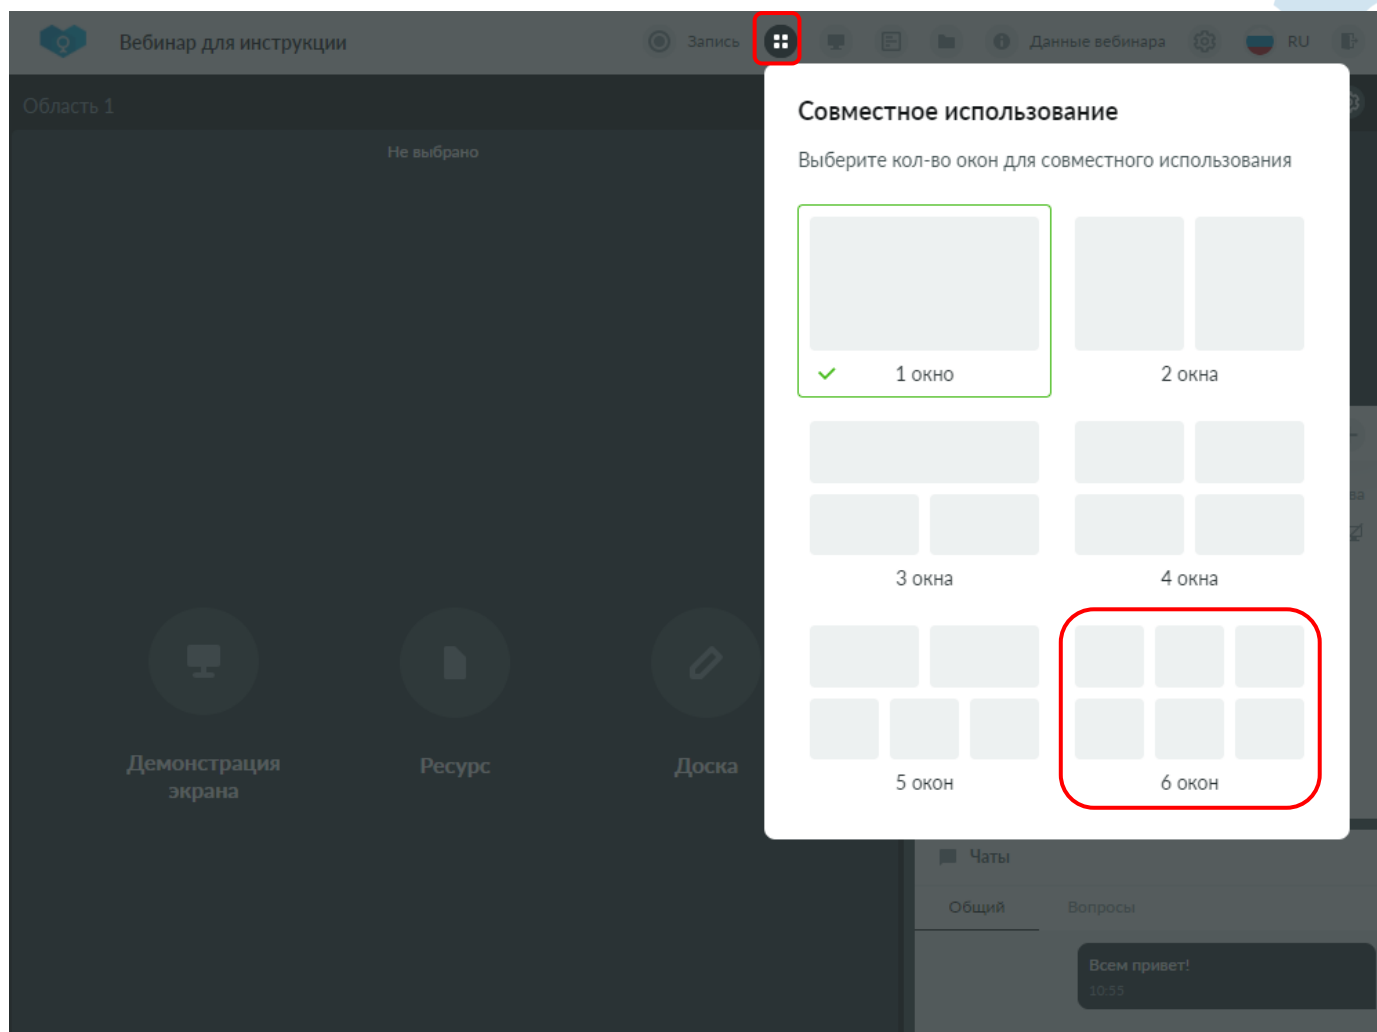 Вебинар для инструкции
Запись
Данные вебинара
RU
Область 1
Не выбрано
Совместное использование
Выберите кол-во окон для совместного использования
1 окно
2 окна
3 окна
4 окна
5 окон
6 окон
Демонстрация
экрана
Ресурс
Доска
Чаты
Общий
Вопросы
Всем привет!
10:55